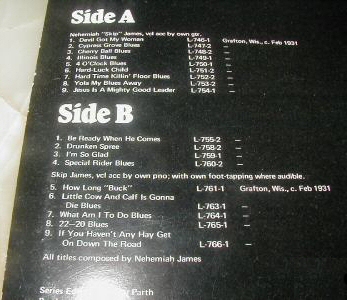 Side A
Nehemiah "Skip" James, vcl acc by own gtr.
1. Devil Got My Woman L-746-1 Grafton, Wis., c. Feb 1931
2. Cypress Grove Blues L-747-2 –
3. Cherry Ball Blues L-748-2 –
4. Illinois Blues L-749-1 –
5. 4 O'Clock Blues L-750-1 –
6. Hard-Luck Child L-751-2 –
7. Hard Time Killin' Floor Blues L-752-2 –
8. Yola My Blues Away L-753-2 –
9. Jesus Is A Mighty Good Leader L-754-1 –
Side B
1. Be Ready When He Comes L-755-2 –
2. Drunken Spree L-758-2 –
3. I'm So Glad L-759-1 –
4. Special Rider Blues L-760-2 –
Skip James, vcl acc by own pno; with own foot-tapping where audible.
5. How Long "Buck" L-761-1 Grafton, Wis., c. Feb 1931
6. Little Cow and Calf Is Gonna
Die Blues L-763-1 –
7. What Am I To Do Blues L-764-1 –
8. 22–20 Blues L-765-1 –
9. If You Haven't Any Hay Get
On Down The Road L-766-1 –
All titles composed by Nehemiah James
Series Parth